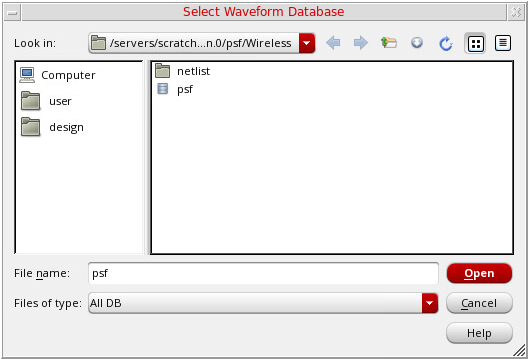 Select Waveform Database
Look in: /servers/scratch...n.0/psf/Wireless
Computer
user
design
netlist
psf
File name: psf
Open
Files of type: All DB
Cancel
Help